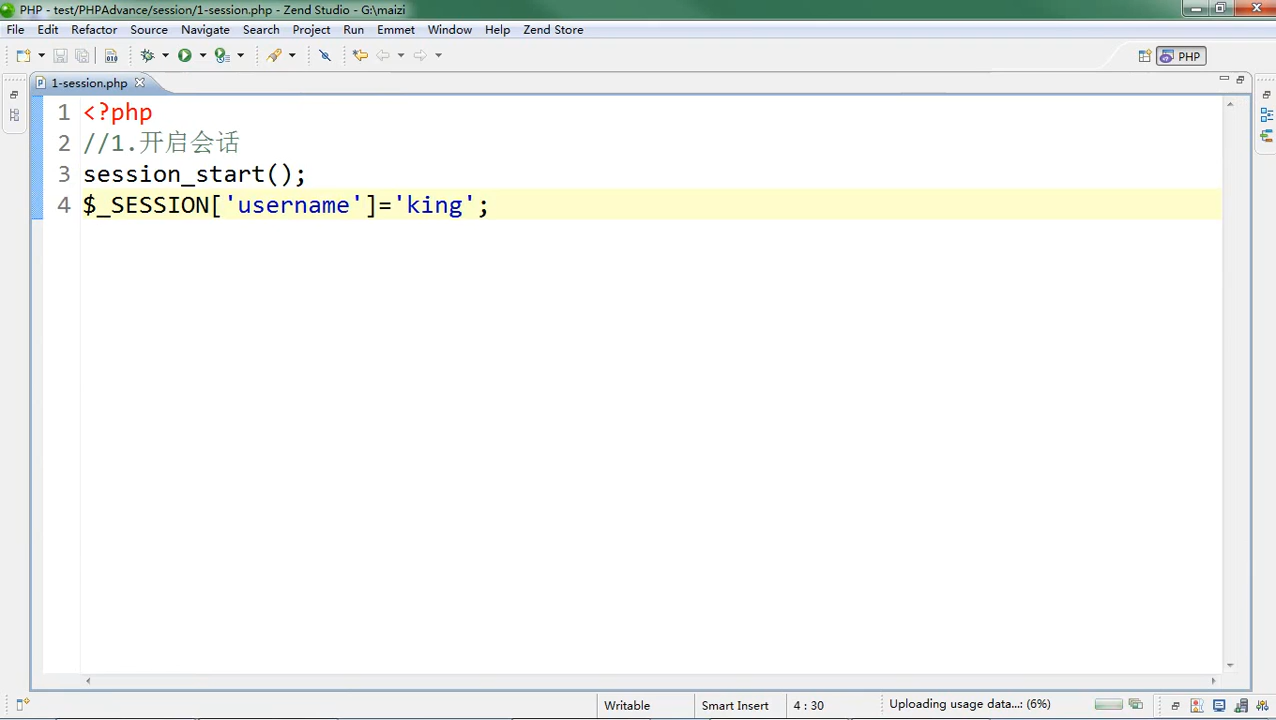 PHP - test/PHPAdvance/session/1-session.php - Zend Studio - G:\maizi
File Edit Refactor Source Navigate Search Project Run Emmet Window Help Zend Store
PHP
1-session.php
1 <?php
2 //1.开启会话
3 session_start();
4 $_SESSION['username']='king';
Writable Smart Insert 4 : 30 Uploading usage data...: (6%)